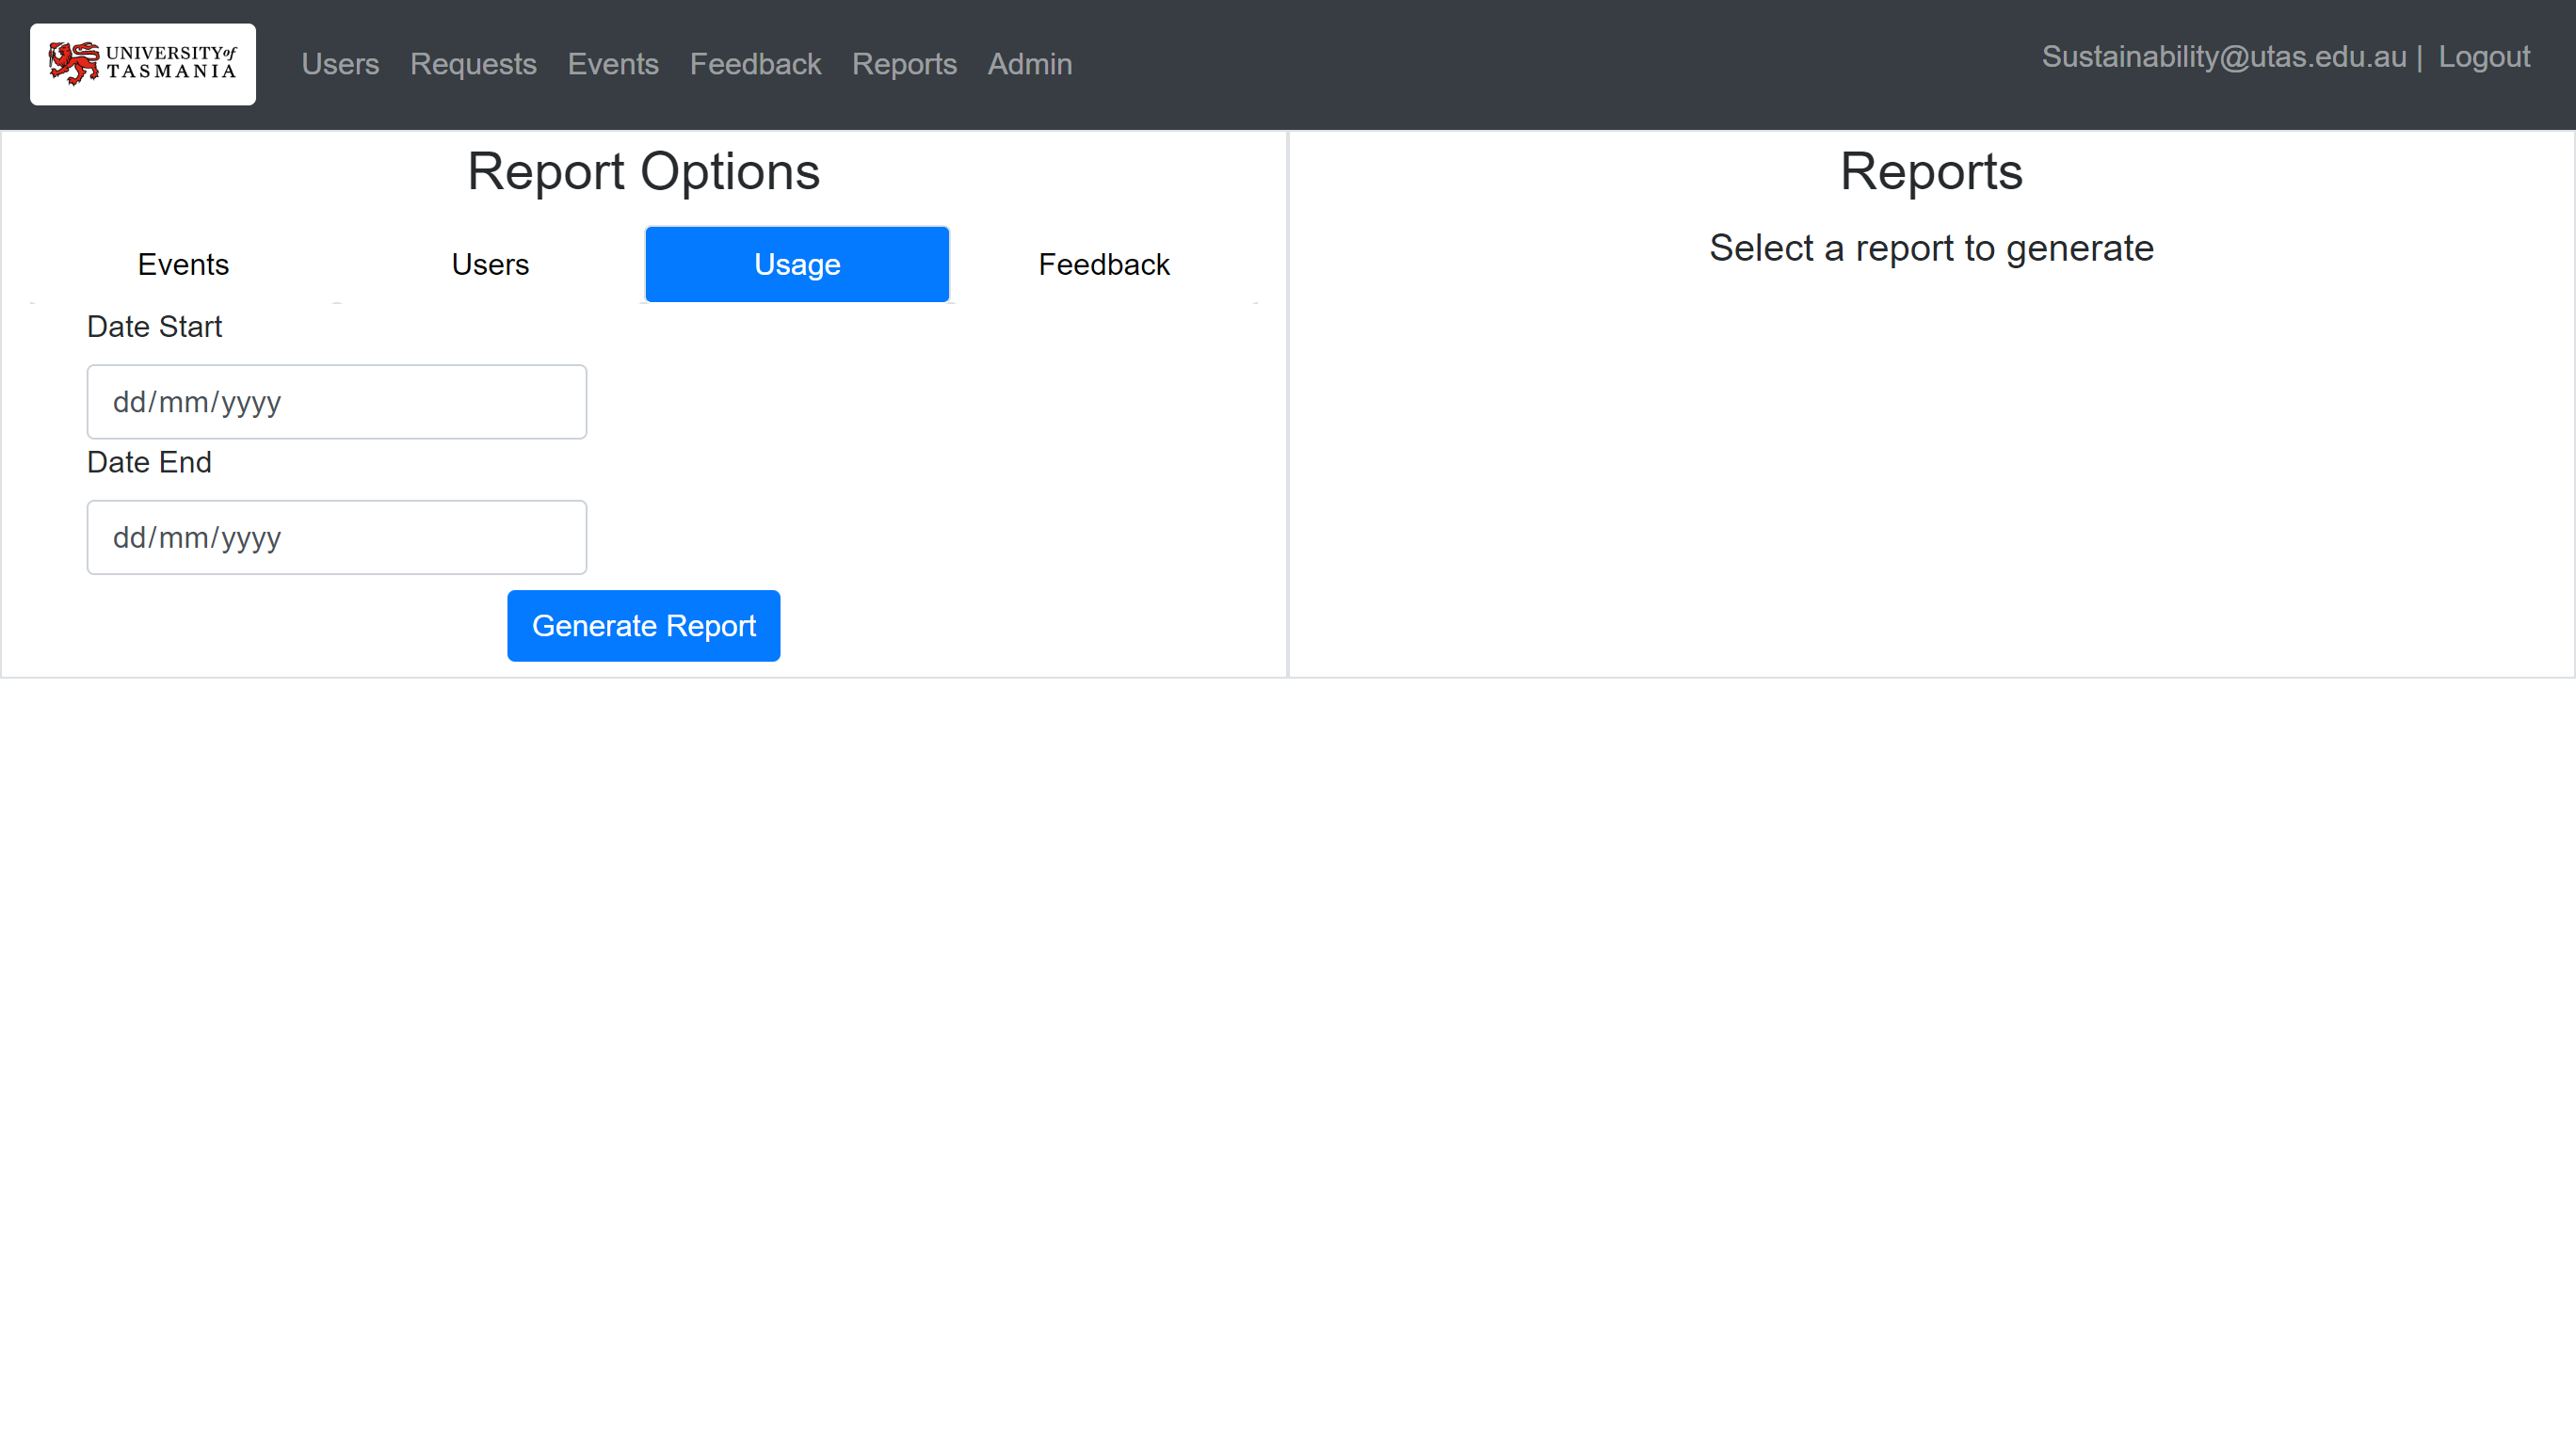 UNIVERSITY of
TASMANIA
Users Requests Events Feedback Reports Admin
Sustainability@utas.edu.au | Logout
Report Options
Events Users Usage Feedback
Date Start
dd/mm/yyyy
Date End
dd/mm/yyyy
Generate Report
Reports
Select a report to generate